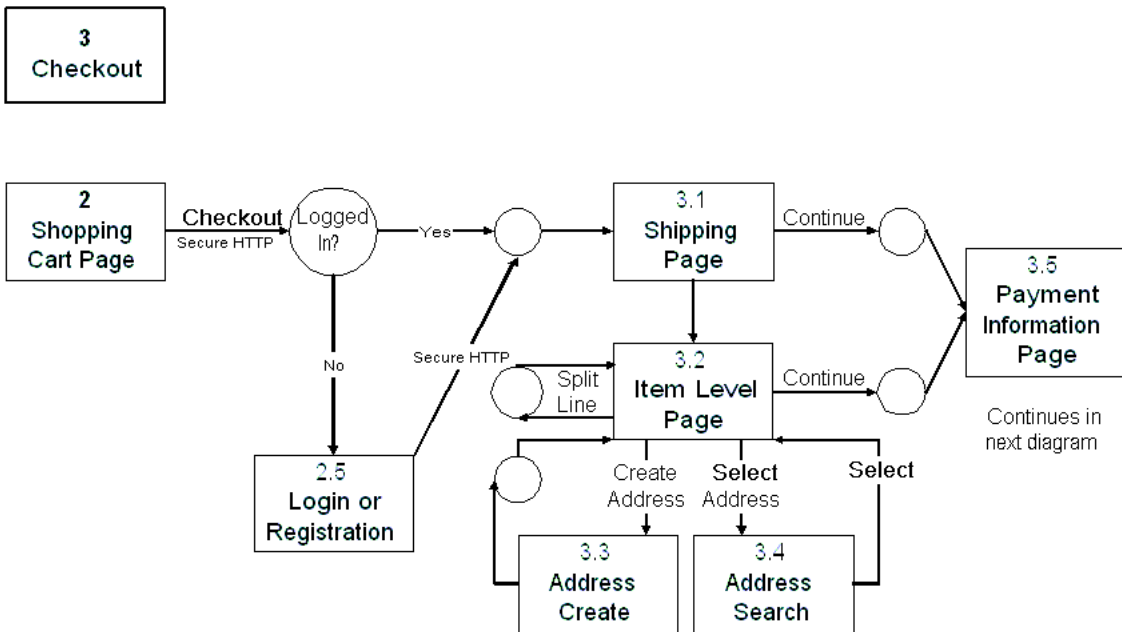 3
Checkout
2
Shopping
Cart Page
Checkout
Secure HTTP
Logged
In?
Yes
3.1
Shipping
Page
Continue
3.5
Payment
Information
Page
No
Secure HTTP
Split
Line
3.2
Item Level
Page
Continue
Continues in
next diagram
2.5
Login or
Registration
Create
Address
Select
Address
Select
3.3
Address
Create
3.4
Address
Search